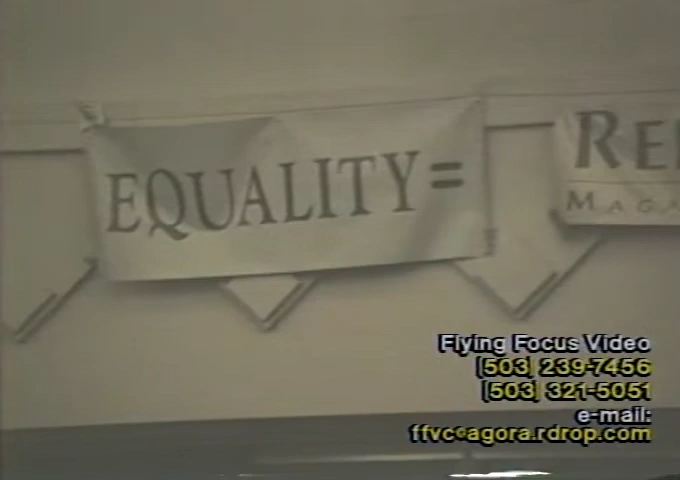 EQUALITY =
Flying Focus Video
(503) 239-7456
(503) 321-5051
e-mail:
ffvc@agora.rdrop.com